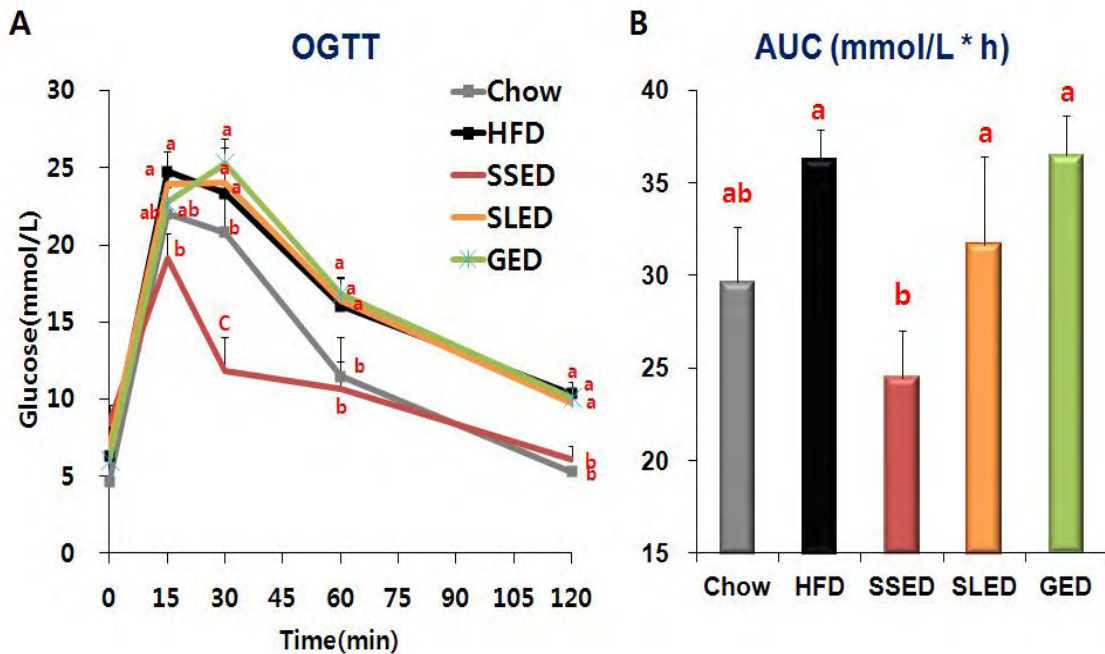 A
OGTT
Glucose(mmol/L)
30
25
20
15
10
5
0
0 15 30 45 60 75 90 105 120
Time(min)
Chow
HFD
SSED
SLED
GED
a
a
ab
ab
b
a
a
a
a
b
C
a
a
a
b
b
a
a
a
b
b
B
AUC (mmol/L * h)
40
35
30
25
20
15
ab
a
b
a
a
Chow HFD SSED SLED GED